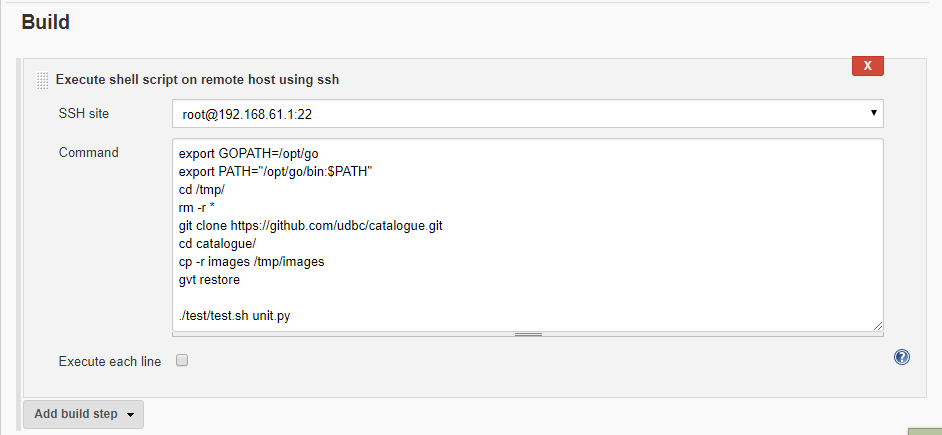 Build
X
Execute shell script on remote host using ssh
SSH site
root@192.168.61.1:22
Command
export GOPATH=/opt/go
export PATH="/opt/go/bin:$PATH"
cd /tmp/
rm -r *
git clone https://github.com/udbc/catalogue.git
cd catalogue/
cp -r images /tmp/images
gvt restore
./test/test.sh unit.py
Execute each line
?
Add build step